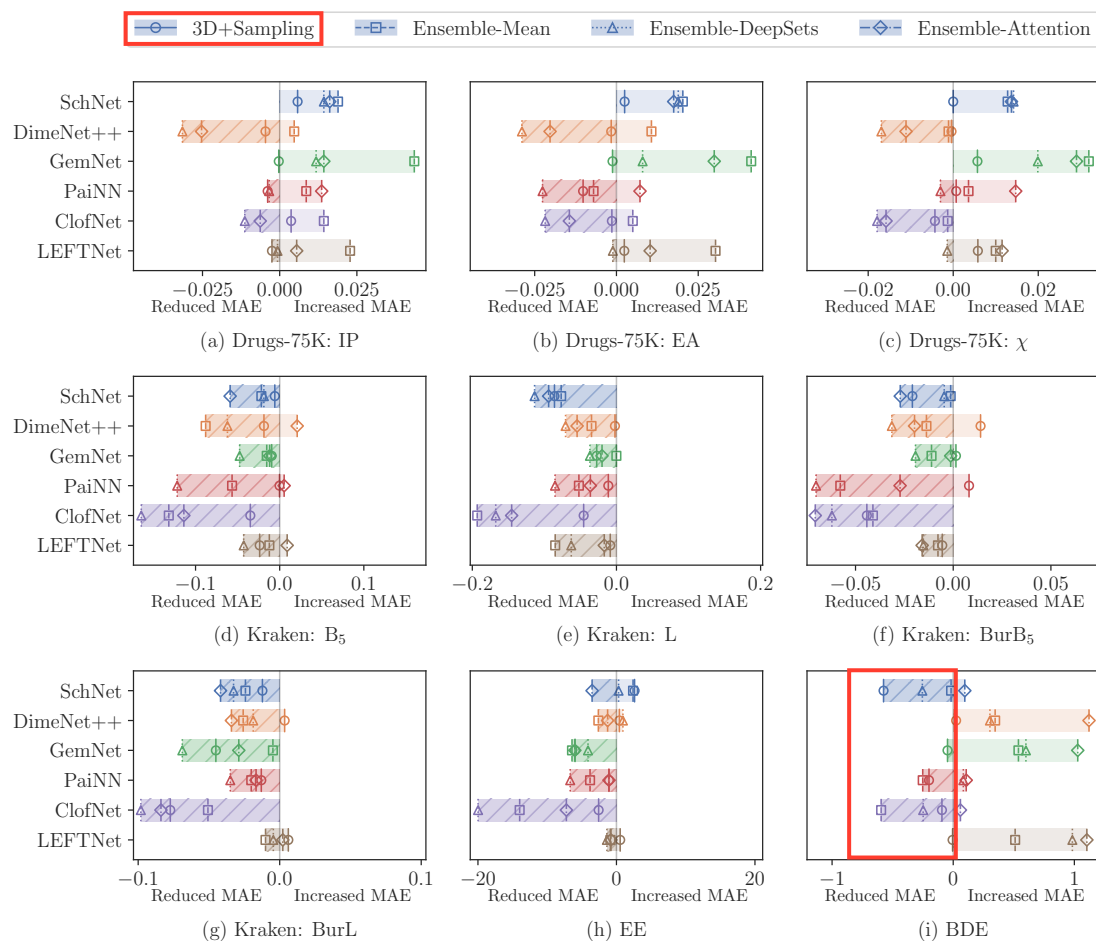 3D+Sampling Ensemble-Mean Ensemble-DeepSets Ensemble-Attention
SchNet
DimeNet++
GemNet
PaiNN
ClofNet
LEFTNet
−0.025 0.000 0.025
Reduced MAE Increased MAE
(a) Drugs-75K: IP
−0.025 0.000 0.025
Reduced MAE Increased MAE
(b) Drugs-75K: EA
−0.02 0.00 0.02
Reduced MAE Increased MAE
(c) Drugs-75K: χ
SchNet
DimeNet++
GemNet
PaiNN
ClofNet
LEFTNet
−0.1 0.0 0.1
Reduced MAE Increased MAE
(d) Kraken: B₅
−0.2 0.0 0.2
Reduced MAE Increased MAE
(e) Kraken: L
−0.05 0.00 0.05
Reduced MAE Increased MAE
(f) Kraken: BurB₅
SchNet
DimeNet++
GemNet
PaiNN
ClofNet
LEFTNet
−0.1 0.0 0.1
Reduced MAE Increased MAE
(g) Kraken: BurL
−20 0 20
Reduced MAE Increased MAE
(h) EE
−1 0 1
Reduced MAE Increased MAE
(i) BDE